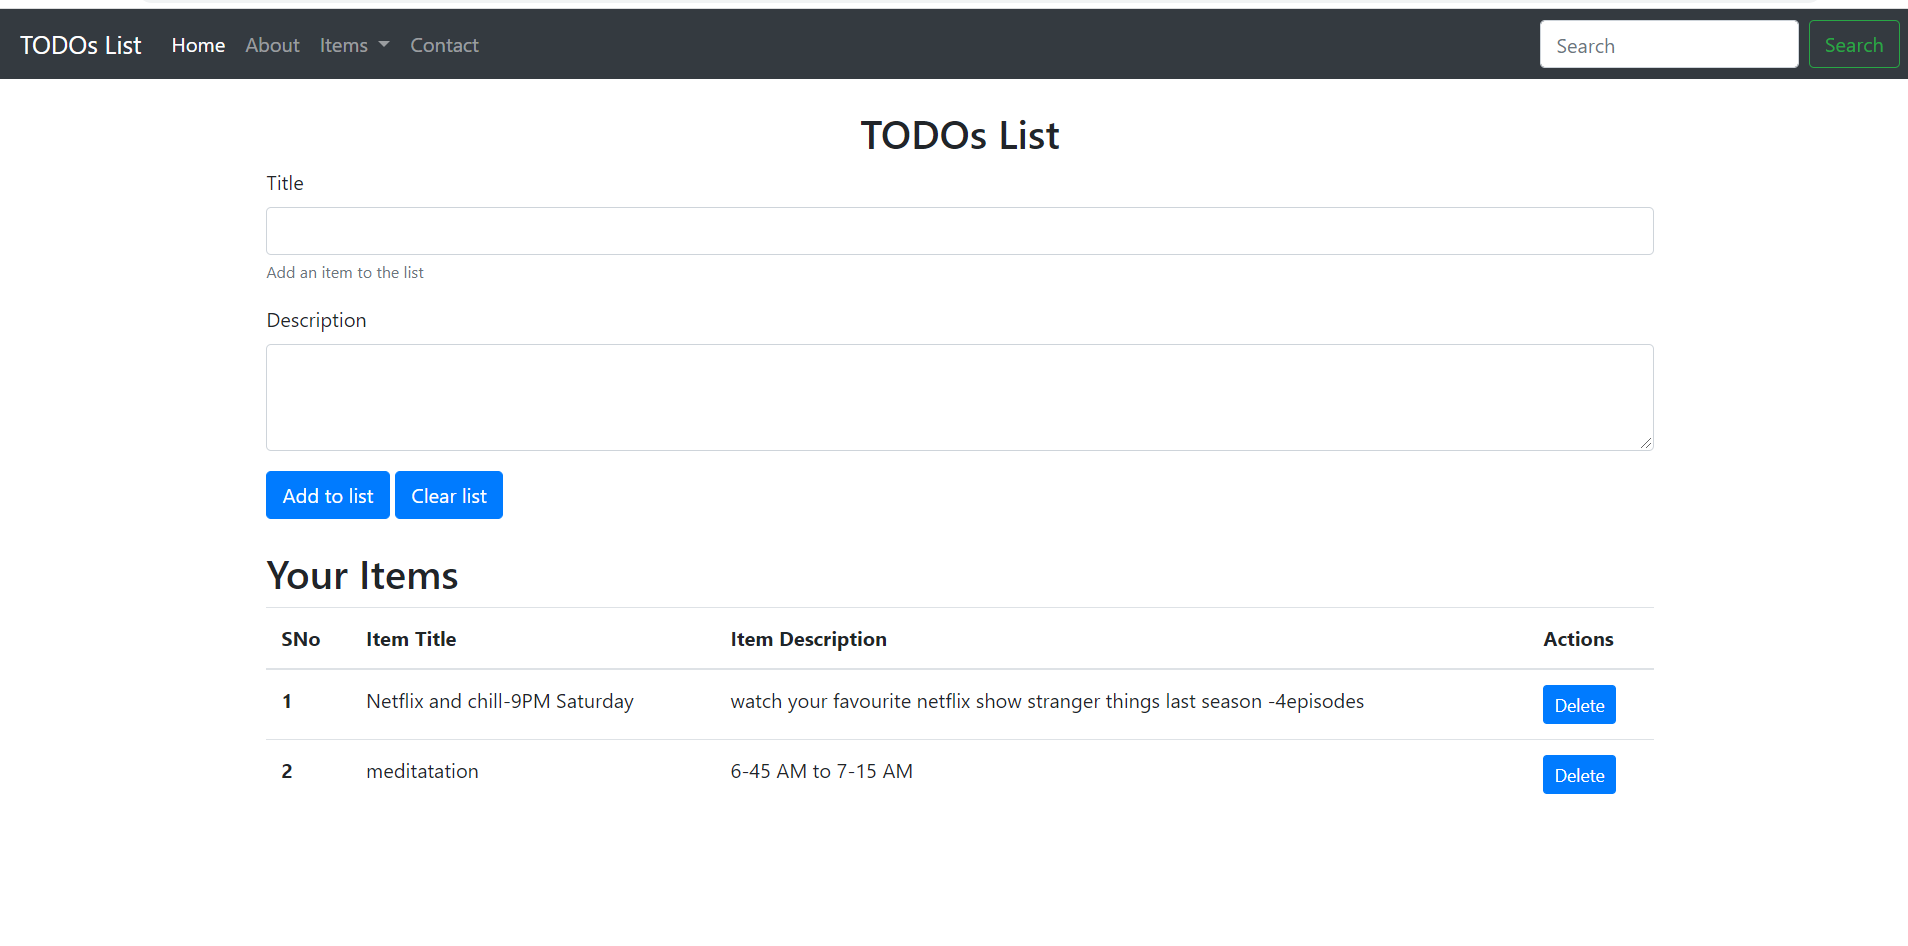 TODOs List Home About Items Contact Search Search
TODOs List
Title
Add an item to the list
Description
Add to list Clear list
Your Items
SNo Item Title Item Description Actions
1 Netflix and chill-9PM Saturday watch your favourite netflix show stranger things last season -4episodes Delete
2 meditatation 6-45 AM to 7-15 AM Delete